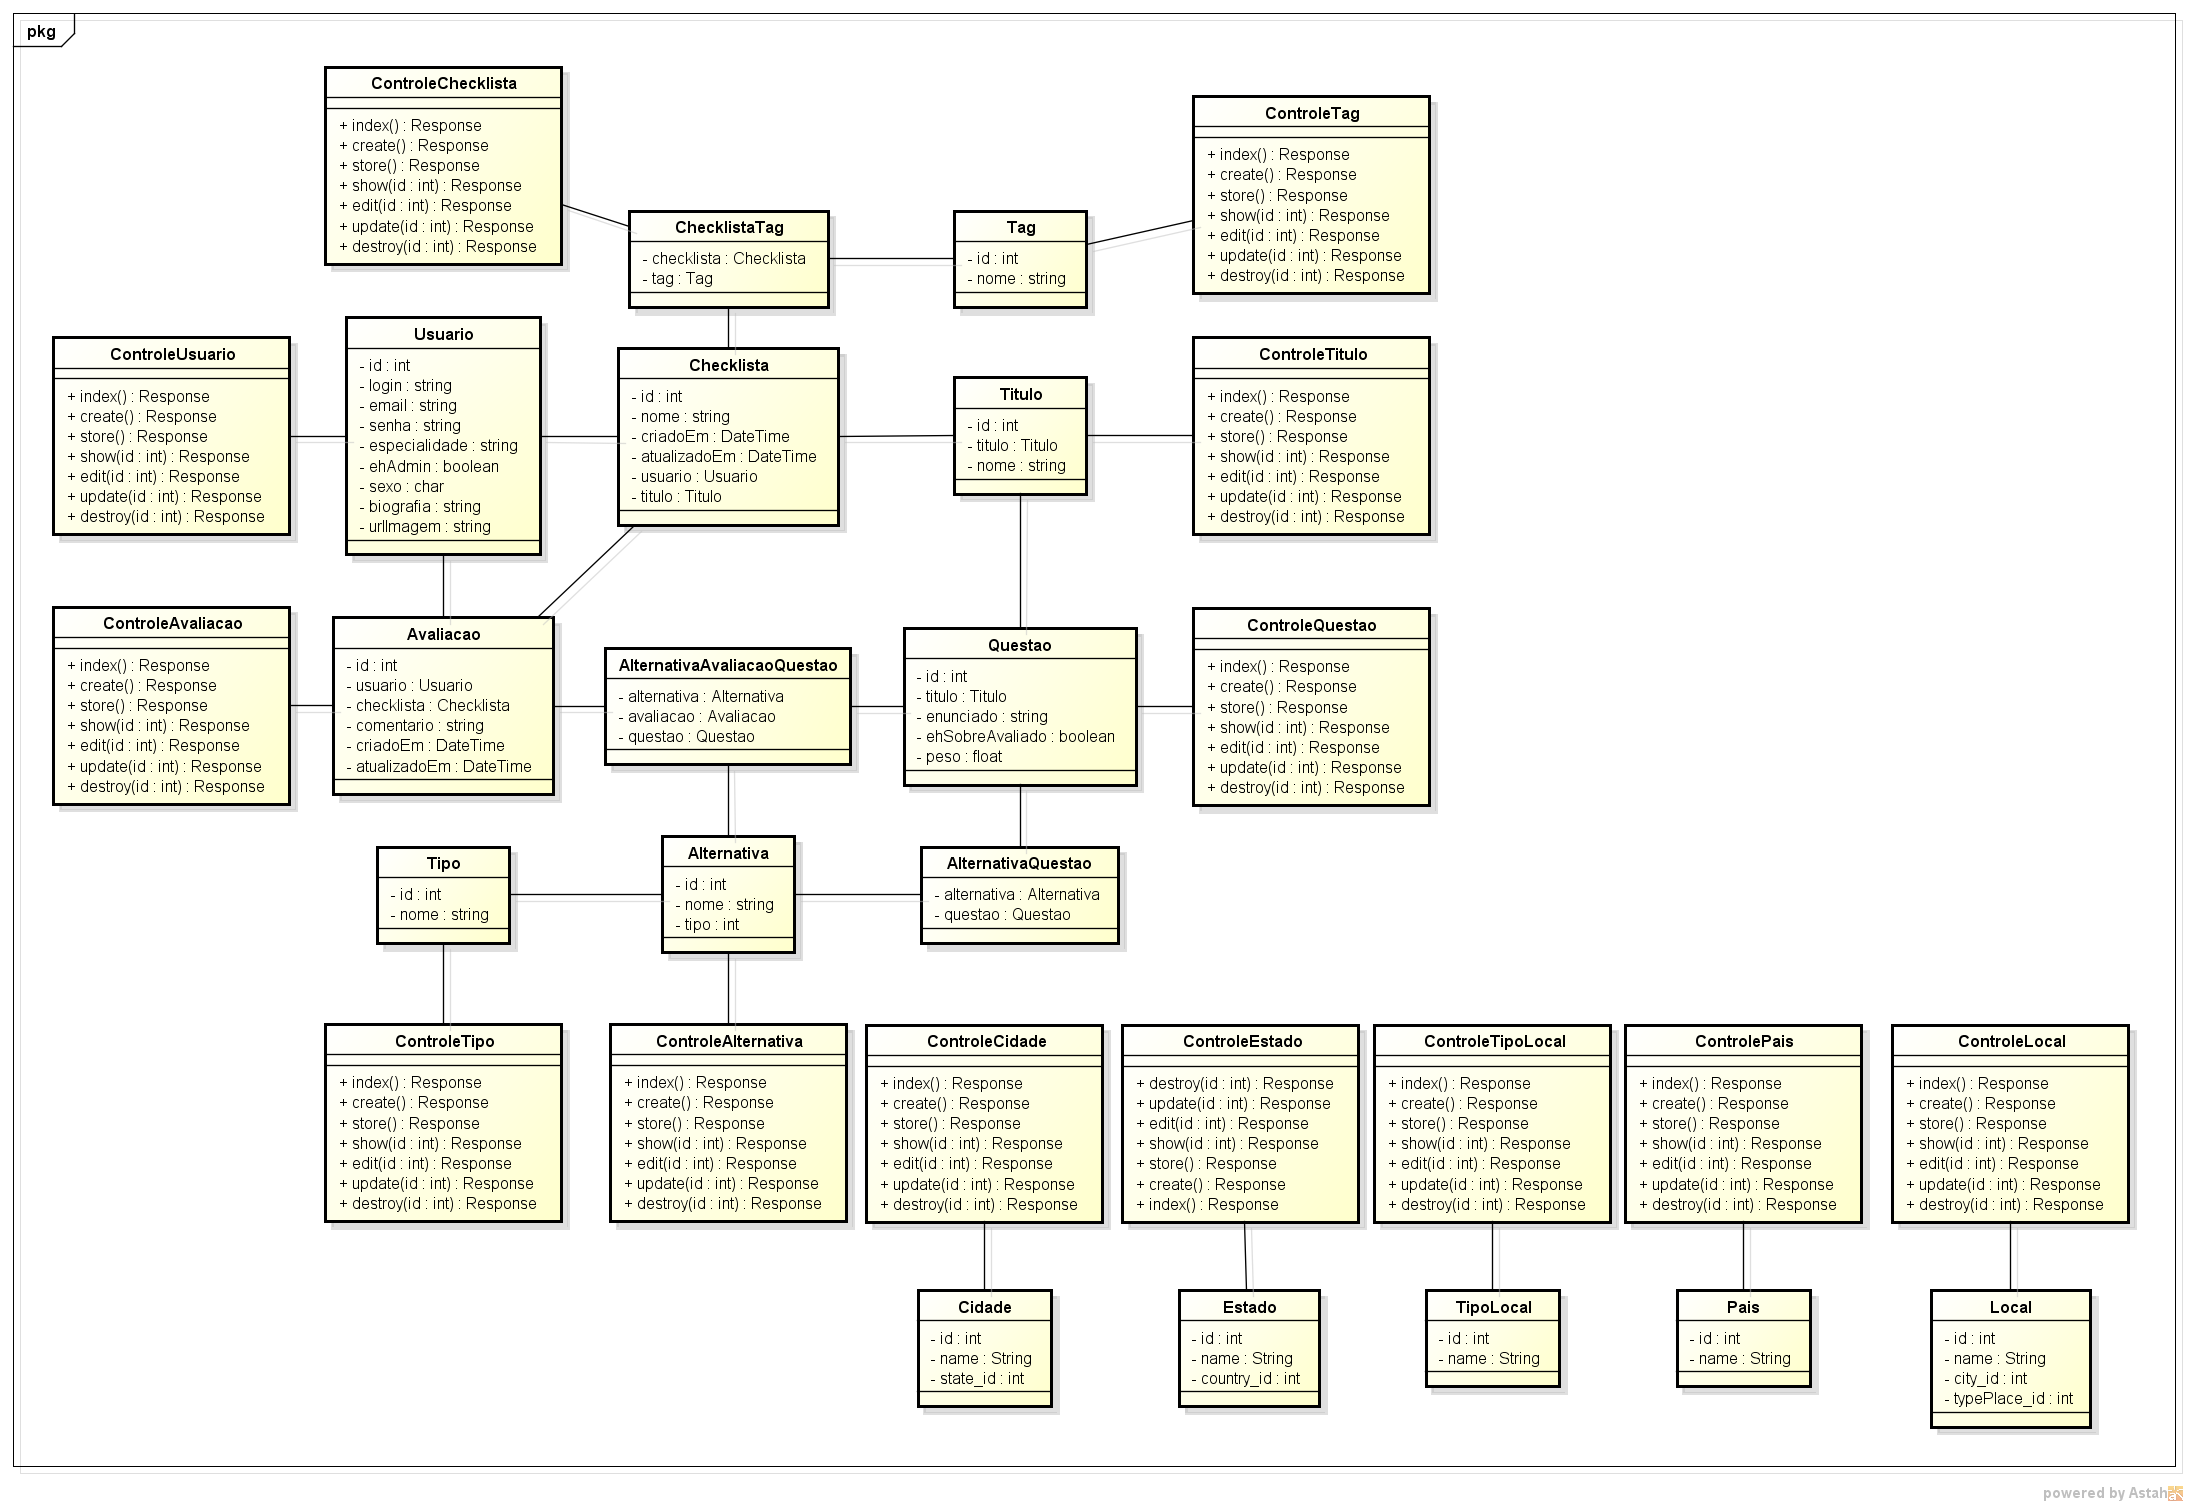 pkg
ControleChecklista
+ index() : Response
+ create() : Response
+ store() : Response
+ show(id : int) : Response
+ edit(id : int) : Response
+ update(id : int) : Response
+ destroy(id : int) : Response
ControleTag
+ index() : Response
+ create() : Response
+ store() : Response
+ show(id : int) : Response
+ edit(id : int) : Response
+ update(id : int) : Response
+ destroy(id : int) : Response
ChecklistaTag
- checklista : Checklista
- tag : Tag
Tag
- id : int
- nome : string
ControleUsuario
+ index() : Response
+ create() : Response
+ store() : Response
+ show(id : int) : Response
+ edit(id : int) : Response
+ update(id : int) : Response
+ destroy(id : int) : Response
Usuario
- id : int
- login : string
- email : string
- senha : string
- especialidade : string
- ehAdmin : boolean
- sexo : char
- biografia : string
- urlImagem : string
Checklista
- id : int
- nome : string
- criadoEm : DateTime
- atualizadoEm : DateTime
- usuario : Usuario
- titulo : Titulo
Titulo
- id : int
- titulo : Titulo
- nome : string
ControleTitulo
+ index() : Response
+ create() : Response
+ store() : Response
+ show(id : int) : Response
+ edit(id : int) : Response
+ update(id : int) : Response
+ destroy(id : int) : Response
ControleAvaliacao
+ index() : Response
+ create() : Response
+ store() : Response
+ show(id : int) : Response
+ edit(id : int) : Response
+ update(id : int) : Response
+ destroy(id : int) : Response
Avaliacao
- id : int
- usuario : Usuario
- checklista : Checklista
- comentario : string
- criadoEm : DateTime
- atualizadoEm : DateTime
AlternativaAvaliacaoQuestao
- alternativa : Alternativa
- avaliacao : Avaliacao
- questao : Questao
Questao
- id : int
- titulo : Titulo
- enunciado : string
- ehSobreAvaliado : boolean
- peso : float
ControleQuestao
+ index() : Response
+ create() : Response
+ store() : Response
+ show(id : int) : Response
+ edit(id : int) : Response
+ update(id : int) : Response
+ destroy(id : int) : Response
Tipo
- id : int
- nome : string
Alternativa
- id : int
- nome : string
- tipo : int
AlternativaQuestao
- alternativa : Alternativa
- questao : Questao
ControleTipo
+ index() : Response
+ create() : Response
+ store() : Response
+ show(id : int) : Response
+ edit(id : int) : Response
+ update(id : int) : Response
+ destroy(id : int) : Response
ControleAlternativa
+ index() : Response
+ create() : Response
+ store() : Response
+ show(id : int) : Response
+ edit(id : int) : Response
+ update(id : int) : Response
+ destroy(id : int) : Response
ControleCidade
+ index() : Response
+ create() : Response
+ store() : Response
+ show(id : int) : Response
+ edit(id : int) : Response
+ update(id : int) : Response
+ destroy(id : int) : Response
ControleEstado
+ destroy(id : int) : Response
+ update(id : int) : Response
+ edit(id : int) : Response
+ show(id : int) : Response
+ store() : Response
+ create() : Response
+ index() : Response
ControleTipoLocal
+ index() : Response
+ create() : Response
+ store() : Response
+ show(id : int) : Response
+ edit(id : int) : Response
+ update(id : int) : Response
+ destroy(id : int) : Response
ControlePais
+ index() : Response
+ create() : Response
+ store() : Response
+ show(id : int) : Response
+ edit(id : int) : Response
+ update(id : int) : Response
+ destroy(id : int) : Response
ControleLocal
+ index() : Response
+ create() : Response
+ store() : Response
+ show(id : int) : Response
+ edit(id : int) : Response
+ update(id : int) : Response
+ destroy(id : int) : Response
Cidade
- id : int
- name : String
- state_id : int
Estado
- id : int
- name : String
- country_id : int
TipoLocal
- id : int
- name : String
Pais
- id : int
- name : String
Local
- id : int
- name : String
- city_id : int
- typePlace_id : int
powered by Astah